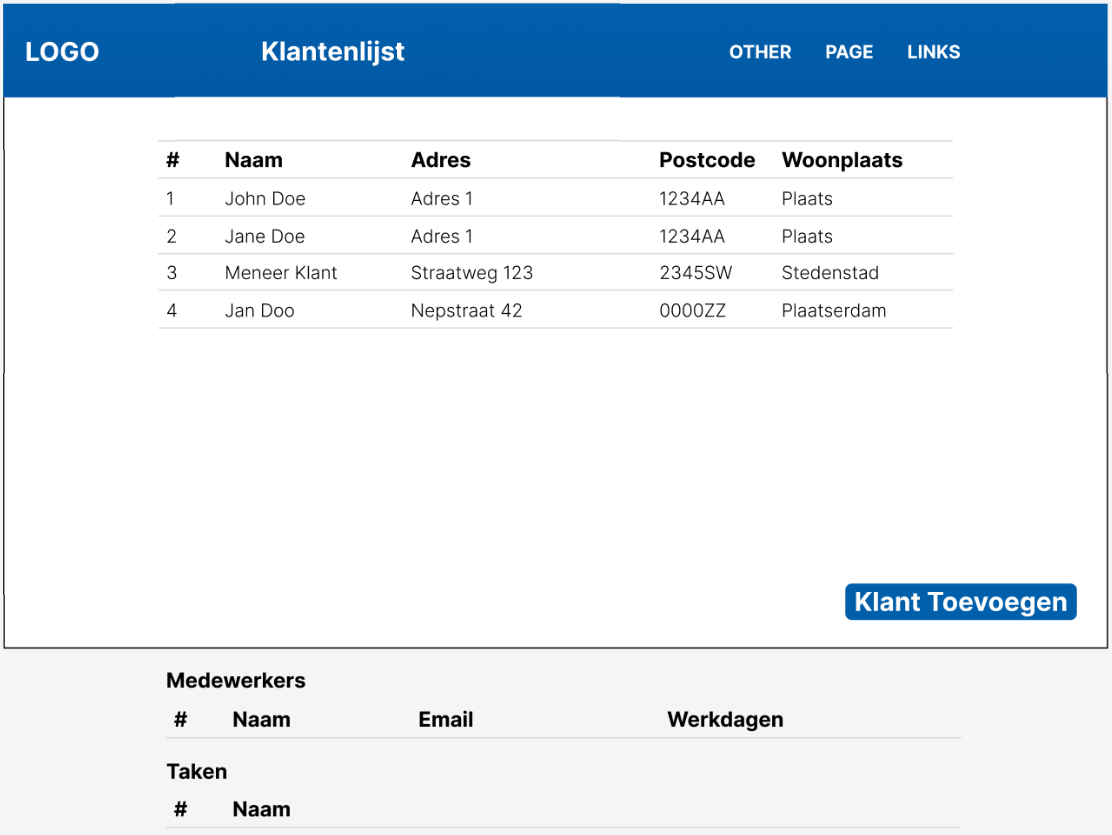 LOGO Klantenlijst OTHER PAGE LINKS
# Naam Adres Postcode Woonplaats
1 John Doe Adres 1 1234AA Plaats
2 Jane Doe Adres 1 1234AA Plaats
3 Meneer Klant Straatweg 123 2345SW Stedenstad
4 Jan Doo Nepstraat 42 0000ZZ Plaatserdam
Klant Toevoegen
Medewerkers
# Naam Email Werkdagen
Taken
# Naam